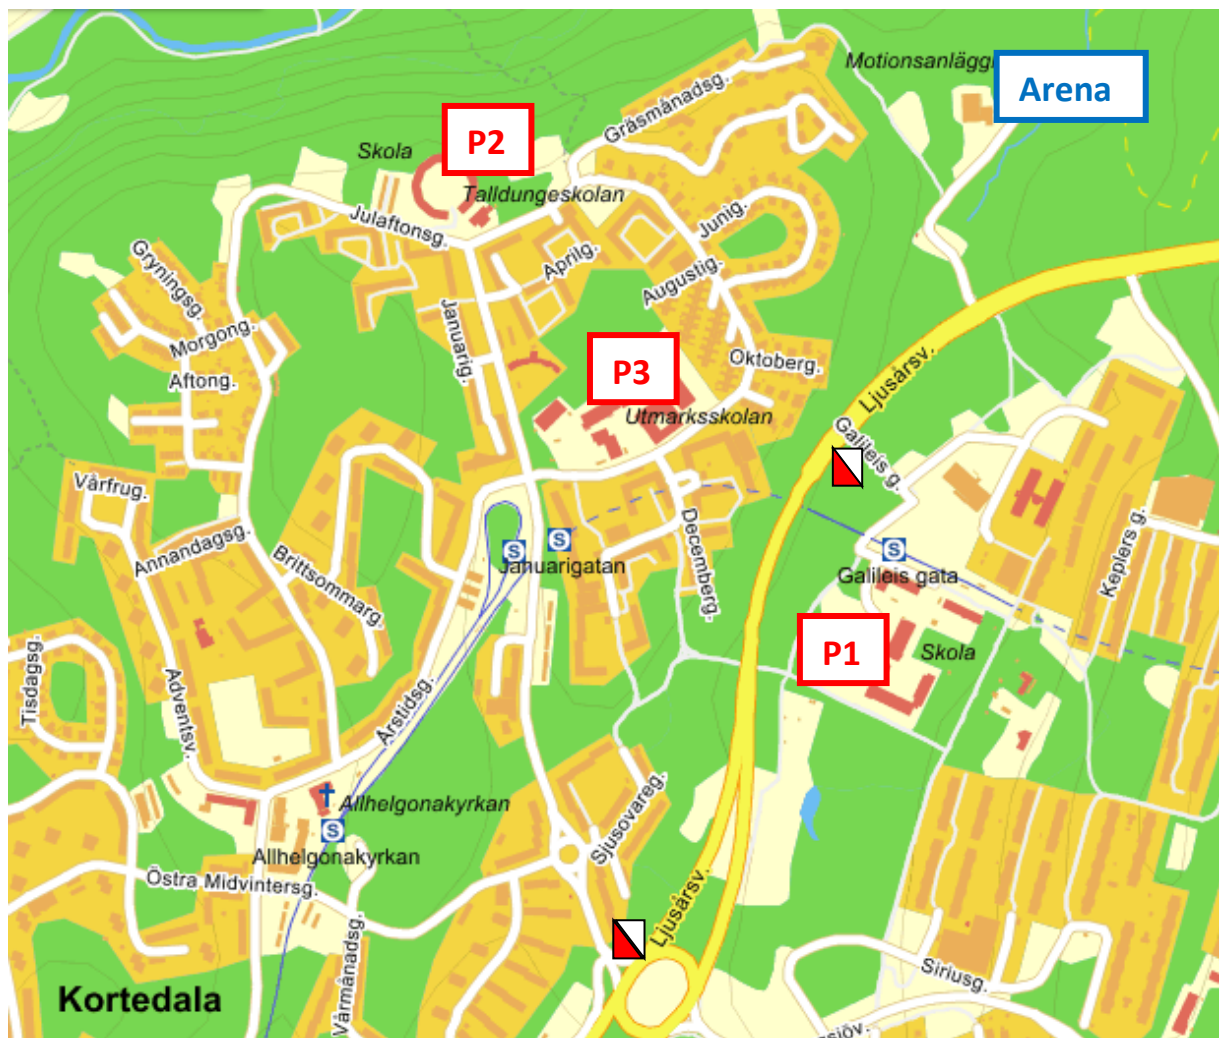 Motionsanläggn
Arena
Gräsmånadsg.
P2
Skola
Talldungeskolan
Julaftonsg.
Junig.
Aprilg.
Augustig.
Gryningsg.
Morgong.
Januarig.
Aftong.
P3
Oktoberg.
Ljusårsv.
Utmarksskolan
Galileis g.
Vårfrug.
Annandagsg.
Brittsommarg.
S
S
Januarigatan
Decemberg.
S
Galileis gata
Keplers g.
P1
Skola
Tisdagsg.
Adventsv.
Årstidsg.
Allhelgonakyrkan
S
Allhelgonakyrkan
Sjusovareg.
Östra Midvintersg.
Ljusårsv.
Vårmånadsg.
Siriusg.
Kortedala